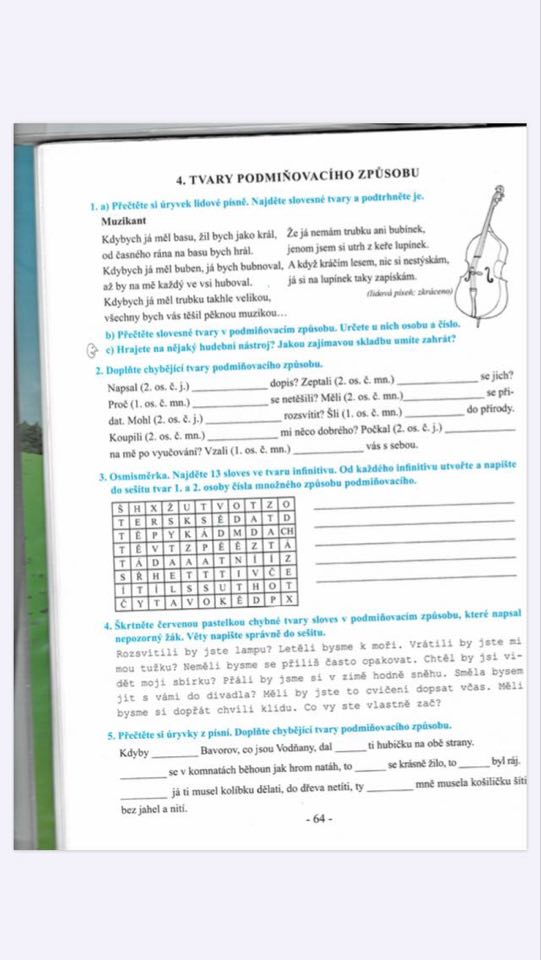 4. TVARY PODMIŇOVACÍHO ZPŮSOBU
1. a) Přečtěte si úryvek lidové písně. Najděte slovesné tvary a podtrhněte je.
Muzikant
Kdybych já měl basu, žil bych jako král,
od časného rána na basu bych hrál.
Kdybych já měl buben, já bych bubnoval,
až by na mě každý ve vsi huboval.
Kdybych já měl trubku takhle velikou,
všechny bych vás těšil pěknou muzikou…
Že já nemám trubku ani bubínek,
jenom jsem si utrh z keře lupínek.
A když kráčím lesem, nic si nestýskám,
já si na lupínek taky zapískám.
(lidová píseň; zkráceno)
b) Přečtěte slovesné tvary v podmiňovacím způsobu. Určete u nich osobu a číslo.
c) Hrajete na nějaký hudební nástroj? Jakou zajímavou skladbu umíte zahrát?
2. Doplňte chybějící tvary podmiňovacího způsobu.
Napsal (2. os. č. j.) ____________ dopis? Zeptali (2. os. č. mn.) ____________ se jich?
Proč (1. os. č. mn.) ____________ se netěšili? Měli (2. os. č. mn.) ____________ se při-
dat. Mohl (2. os. č. j.) ____________ rozsvítit? Šli (1. os. č. mn.) ____________ do přírody.
Koupili (2. os. č. mn.) ____________ mi něco dobrého? Počkal (2. os. č. j.) ____________
na mě po vyučování? Vzali (1. os. č. mn.) ____________ vás s sebou.
3. Osmisměrka. Najděte 13 sloves ve tvaru infinitivu. Od každého infinitivu utvořte a napište
do sešitu tvar 1. a 2. osoby čísla množného způsobu podmiňovacího.
Š H X Ž U T V O T Z O
T E R S K S Ě D A T D
T Ě P Y K Á D M D A CH
T Ě V T Z P Ě Ě Z T Á
T Á D A A A T N Í Í Z
S Ř H E T T T I V Č E
Í T Í L S S U T H O T
Č Y T A V O K Ě D P X
4. Škrtněte červenou pastelkou chybné tvary sloves v podmiňovacím způsobu, které napsal
nepozorný žák. Věty napište správně do sešitu.
Rozsvítili by jste lampu? Letěli bysme k moři. Vrátili by jste mi
mou tužku? Neměli bysme se příliš často opakovat. Chtěl by jsi vi-
dět moji sbírku? Přáli by jsme si v zimě hodně sněhu. Směla bysem
jít s vámi do divadla? Měli by jste to cvičení dopsat včas. Měli
bysme si dopřát chvíli klidu. Co vy ste vlastně zač?
5. Přečtěte si úryvky z písní. Doplňte chybějící tvary podmiňovacího způsobu.
Kdyby ________ Bavorov, co jsou Vodňany, dal ______ ti hubičku na obě strany.
________ se v komnatách běhoun jak hrom natáh, to ______ se krásně žilo, to ______ byl ráj.
________ já ti musel kolíbku dělati, do dřeva netíti, ty ________ mně musela košiličku šíti
bez jahel a nití.
- 64 -